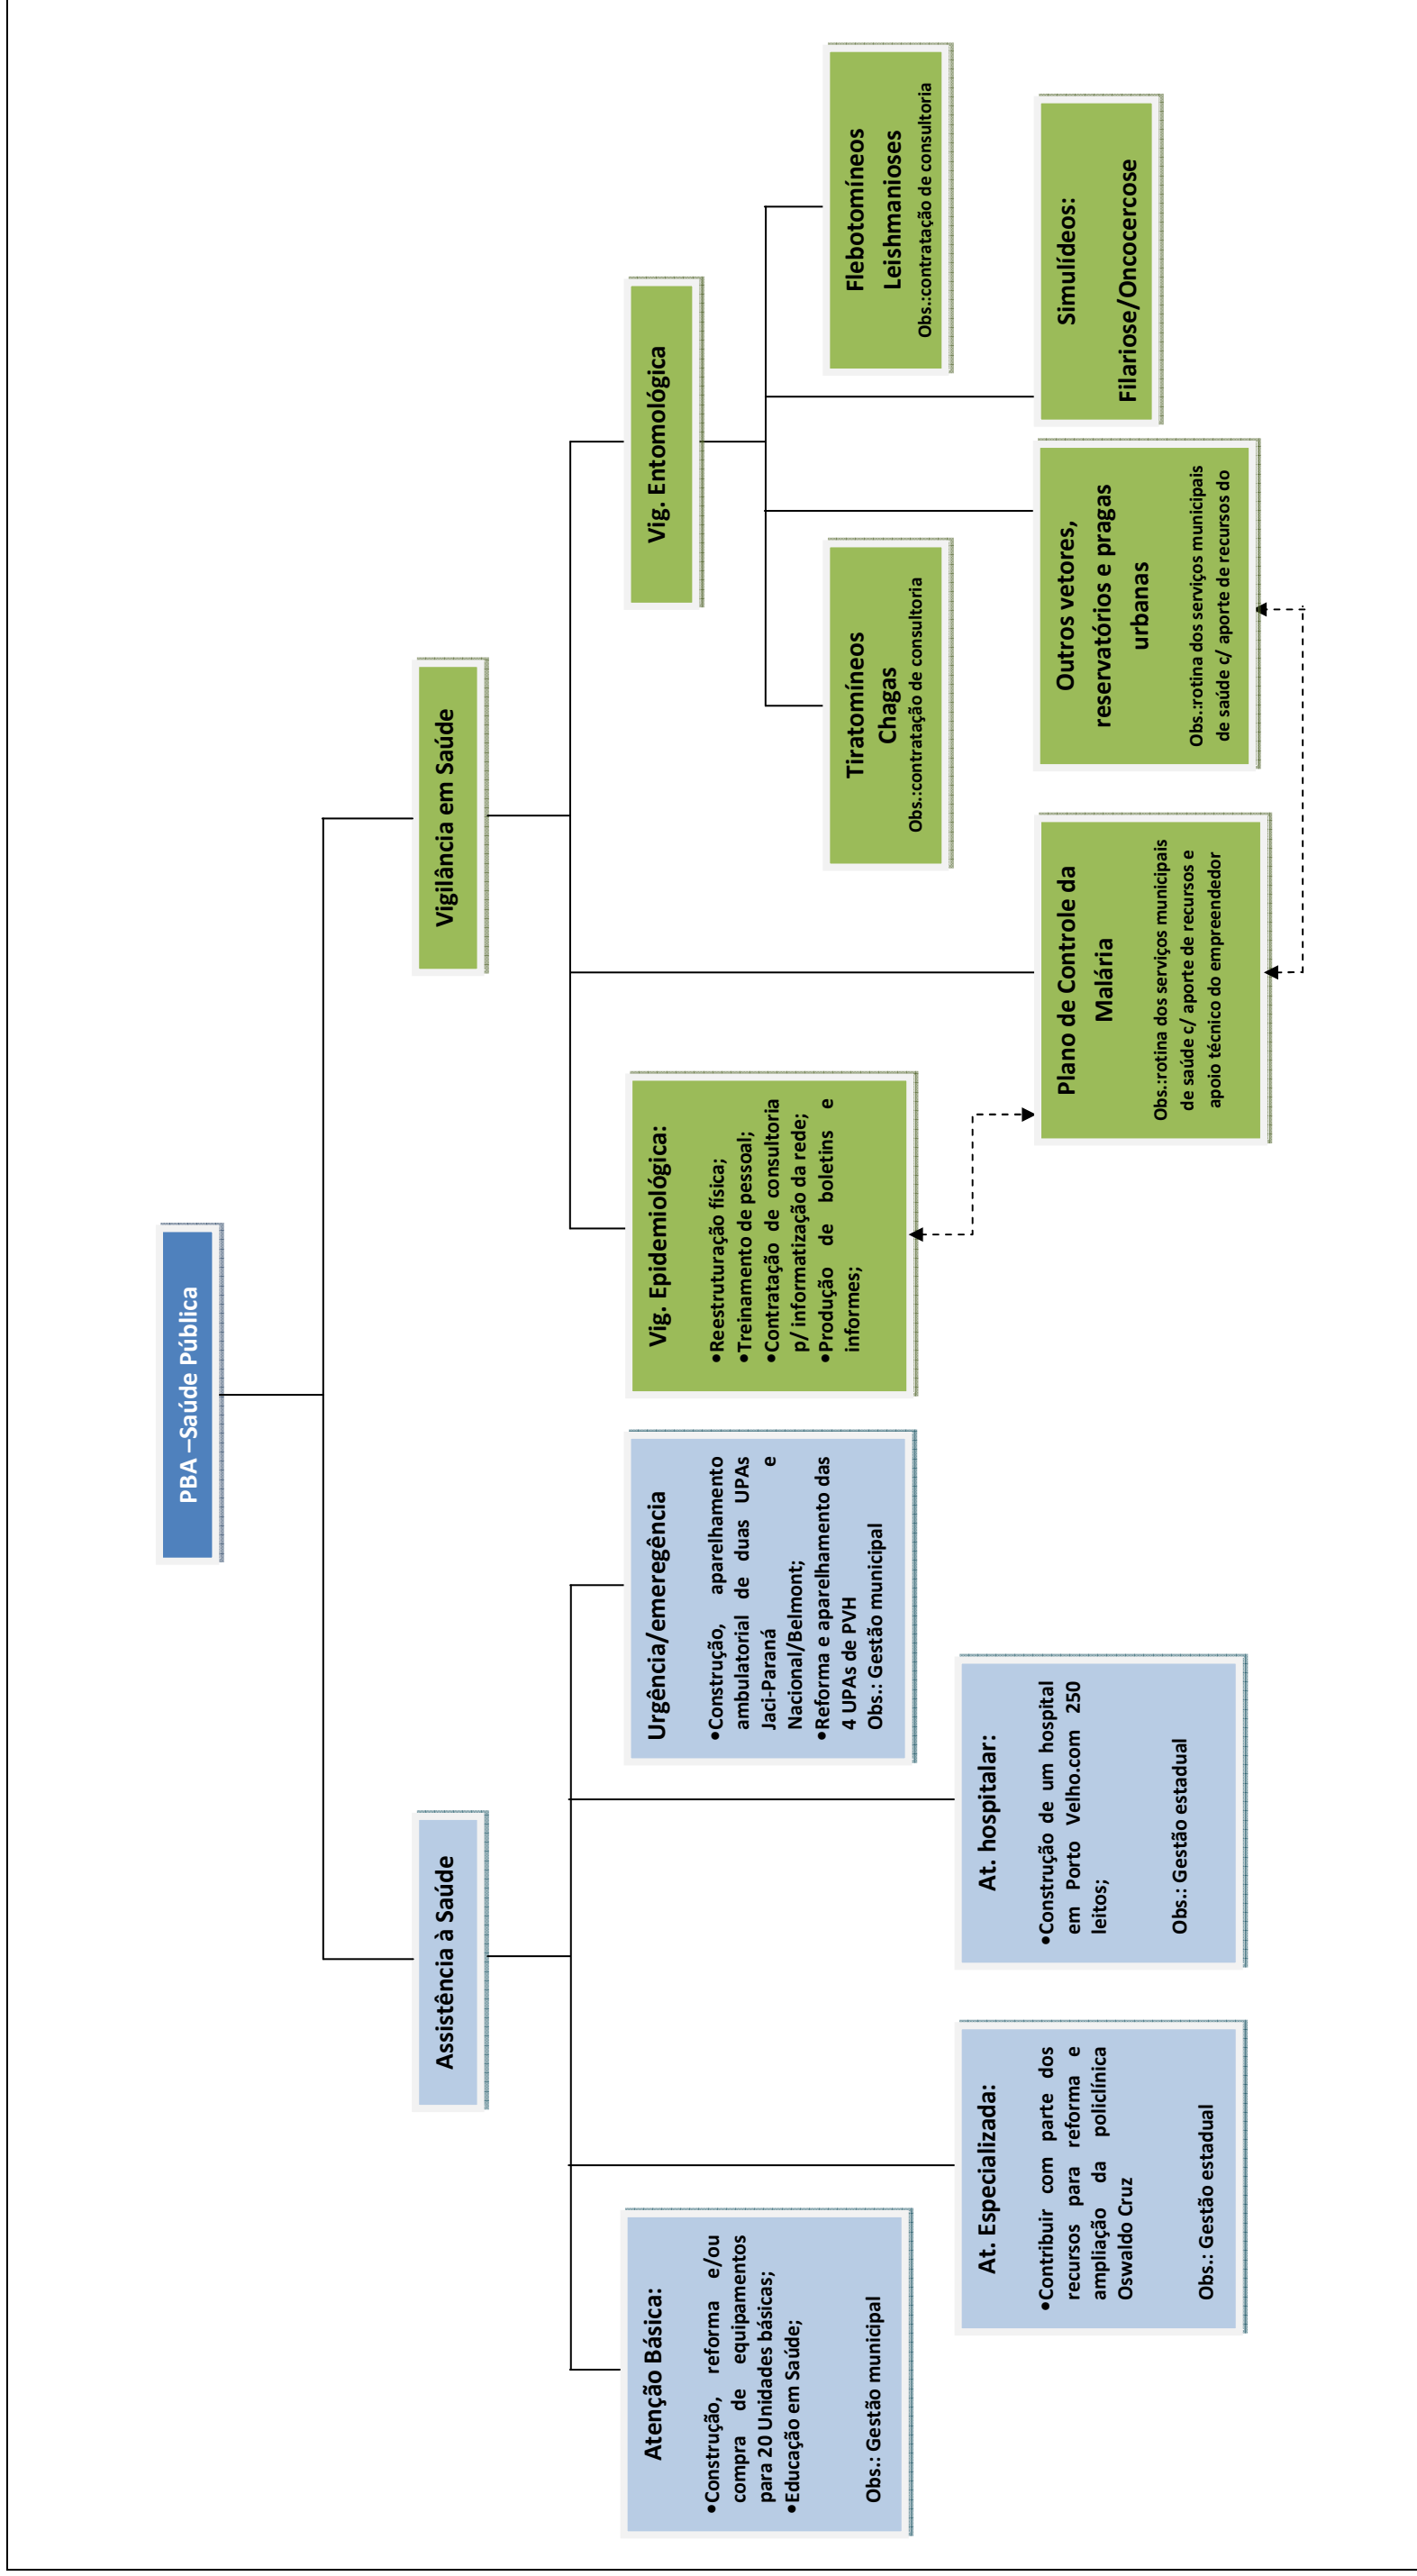 PBA –Saúde Pública
Assistência à Saúde
Vigilância em Saúde
Atenção Básica:
•Construção, reforma e/ou
compra de equipamentos
para 20 Unidades básicas;
•Educação em Saúde;
Obs.: Gestão municipal
At. Especializada:
•Contribuir com parte dos
recursos para reforma e
ampliação da policlínica
Oswaldo Cruz
Obs.: Gestão estadual
At. hospitalar:
•Construção de um hospital
em Porto Velho.com 250
leitos;
Obs.: Gestão estadual
Urgência/emeregência
•Construção, aparelhamento
ambulatorial de duas UPAs
Jaci-Paraná e
Nacional/Belmont;
•Reforma e aparelhamento das
4 UPAs de PVH
Obs.: Gestão municipal
Vig. Epidemiológica:
•Reestruturação física;
•Treinamento de pessoal;
•Contratação de consultoria
p/ informatização da rede;
•Produção de boletins e
informes;
Plano de Controle da
Malária
Obs.:rotina dos serviços municipais
de saúde c/ aporte de recursos e
apoio técnico do empreendedor
Vig. Entomológica
Tiratomíneos
Chagas
Obs.:contratação de consultoria
Outros vetores,
reservatórios e pragas
urbanas
Obs.:rotina dos serviços municipais
de saúde c/ aporte de recursos do
Simulídeos:
Filariose/Oncocercose
Flebotomíneos
Leishmanioses
Obs.:contratação de consultoria